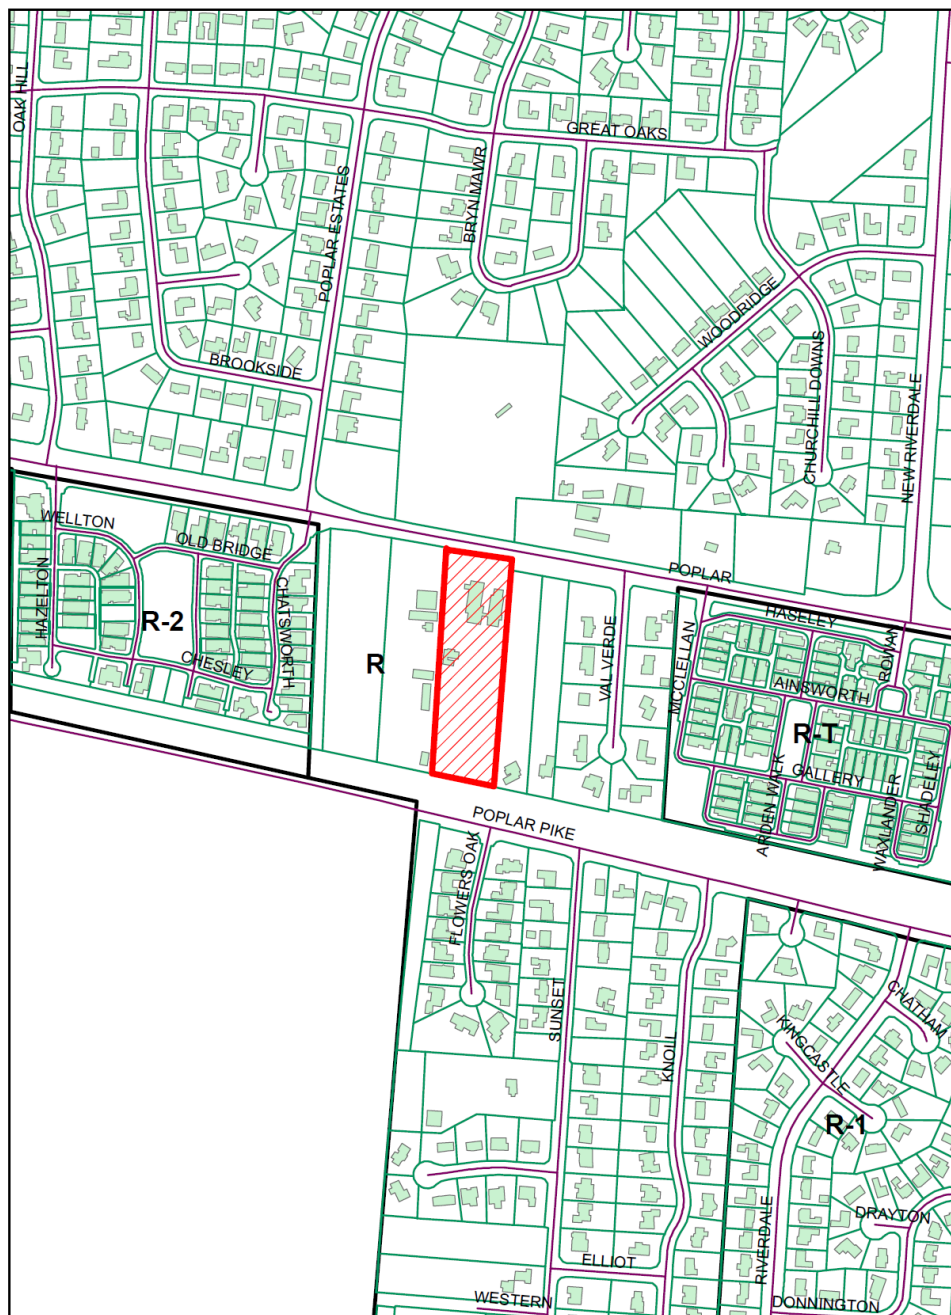 OAK HILL
GREAT OAKS
BRYN MAWR
POPLAR ESTATES
WOODRIDGE
BROOKSIDE
CHURCHILL DOWNS
NEW RIVERDALE
WELLTON
OLD BRIDGE
HAZELTON
R-2
CHATSWORTH
CHESLEY
R
POPLAR
VAL VERDE
MCCLELLAN
HASELEY
ROMAN
AINSWORTH
R-T
GALLERY
ARDEN WALK
WAXLANDER
SHADELEY
POPLAR PIKE
FLOWERS OAK
SUNSET
KNOLL
CHATHAM
KINGCASTLE
R-1
RIVERDALE
DRAYTON
ELLIOT
WESTERN
DONNINGTON